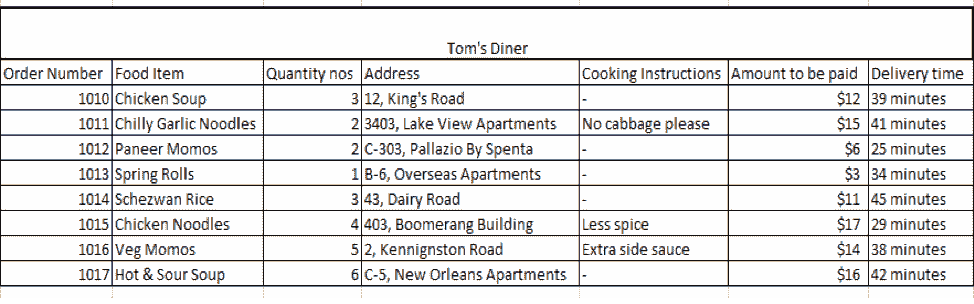 Tom's Diner
Order Number Food Item Quantity nos Address Cooking Instructions Amount to be paid Delivery time
1010 Chicken Soup 3 12, King's Road - $12 39 minutes
1011 Chilly Garlic Noodles 2 3403, Lake View Apartments No cabbage please $15 41 minutes
1012 Paneer Momos 2 C-303, Pallazio By Spenta - $6 25 minutes
1013 Spring Rolls 1 B-6, Overseas Apartments - $3 34 minutes
1014 Schezwan Rice 3 43, Dairy Road - $11 45 minutes
1015 Chicken Noodles 4 403, Boomerang Building Less spice $17 29 minutes
1016 Veg Momos 5 2, Kennignston Road Extra side sauce $14 38 minutes
1017 Hot & Sour Soup 6 C-5, New Orleans Apartments - $16 42 minutes